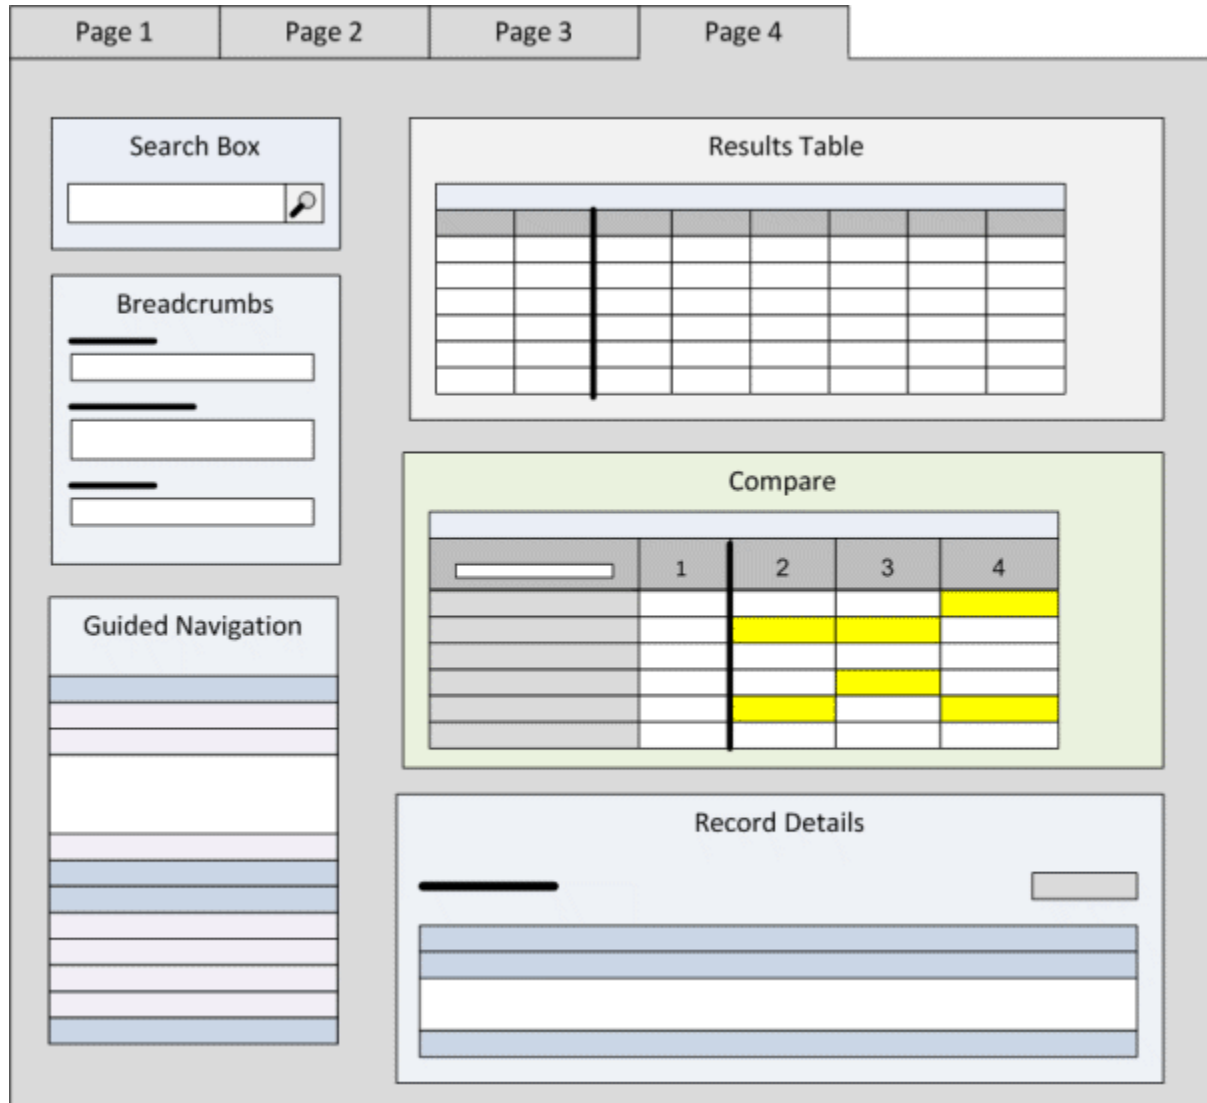 Page 1
Page 2
Page 3
Page 4
Search Box
Breadcrumbs
Guided Navigation
Results Table
Compare
1
2
3
4
Record Details